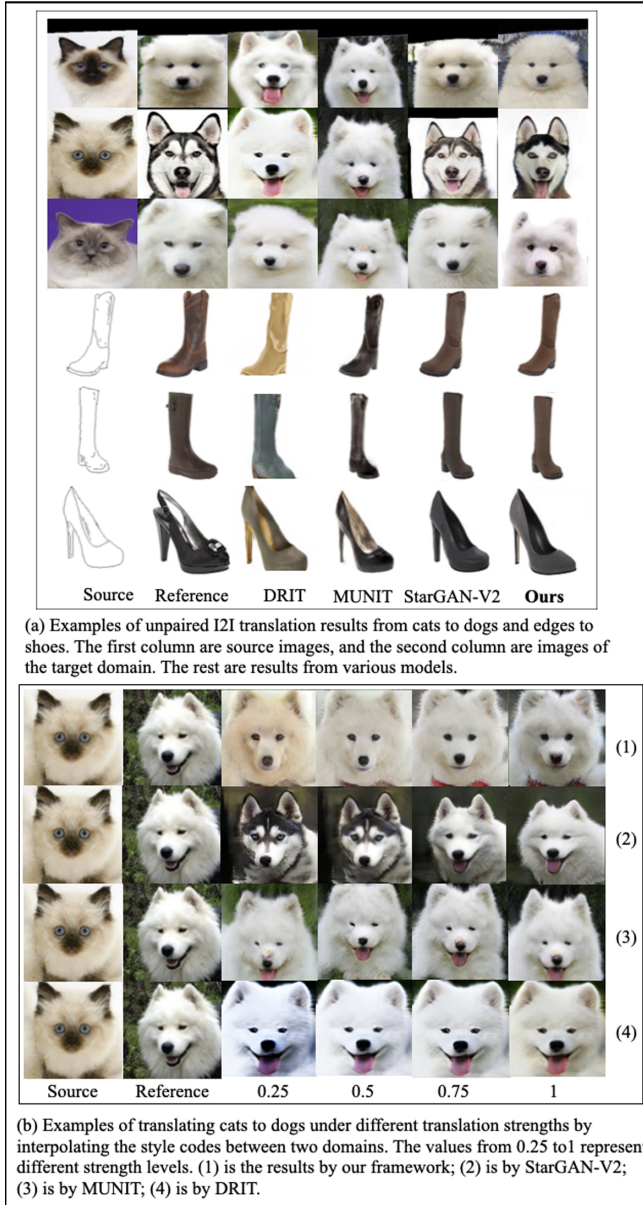 Source Reference DRIT MUNIT StarGAN-V2 Ours
(a) Examples of unpaired I2I translation results from cats to dogs and edges to
shoes. The first column are source images, and the second column are images of
the target domain. The rest are results from various models.
(1)
(2)
(3)
(4)
Source Reference 0.25 0.5 0.75 1
(b) Examples of translating cats to dogs under different translation strengths by
interpolating the style codes between two domains. The values from 0.25 to1 represent
different strength levels. (1) is the results by our framework; (2) is by StarGAN-V2;
(3) is by MUNIT; (4) is by DRIT.